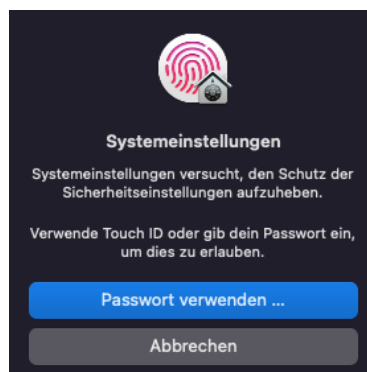 Systemeinstellungen
Systemeinstellungen versucht, den Schutz der
Sicherheitseinstellungen aufzuheben.
Verwende Touch ID oder gib dein Passwort ein,
um dies zu erlauben.
Passwort verwenden ...
Abbrechen